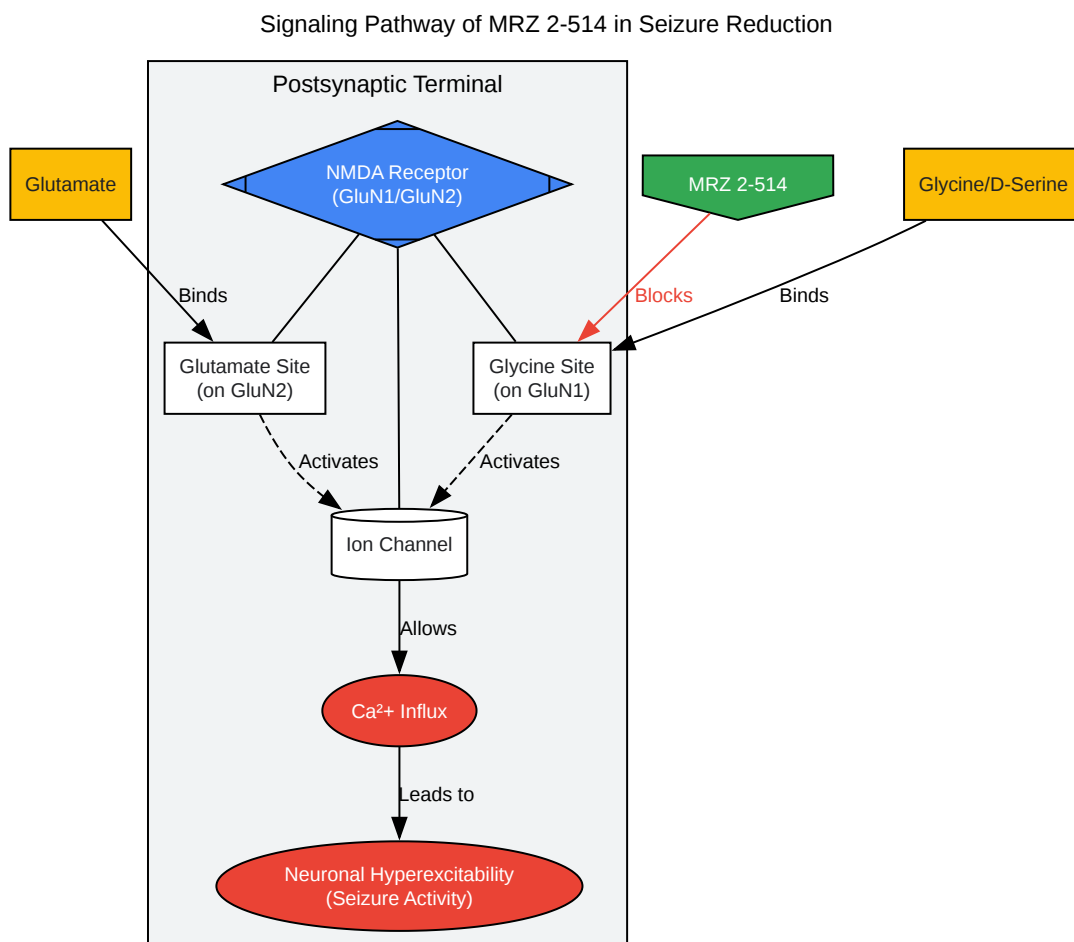 Signaling Pathway of MRZ 2-514 in Seizure Reduction
Postsynaptic Terminal
Glutamate
NMDA Receptor
(GluN1/GluN2)
MRZ 2-514
Glycine/D-Serine
Binds
Blocks
Binds
Glutamate Site
(on GluN2)
Glycine Site
(on GluN1)
Activates
Activates
Ion Channel
Allows
Ca²+ Influx
Leads to
Neuronal Hyperexcitability
(Seizure Activity)